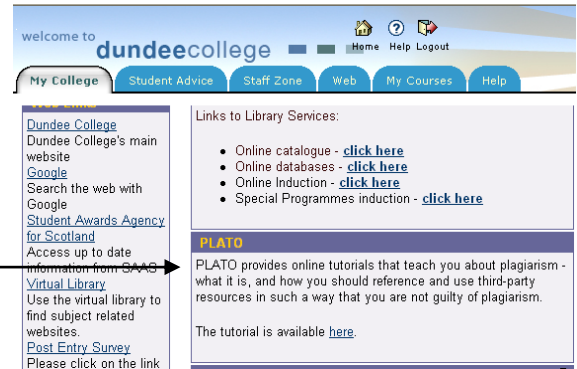 welcome to
dundeecollege
Home Help Logout
My College Student Advice Staff Zone Web My Courses Help
Web Links
Dundee College
Dundee College's main
website
Google
Search the web with
Google
Student Awards Agency
for Scotland
Access up to date
information from SAAS
Virtual Library
Use the virtual library to
find subject related
websites.
Post Entry Survey
Please click on the link
Links to Library Services:
Online catalogue - click here
Online databases - click here
Online Induction - click here
Special Programmes induction - click here
PLATO
PLATO provides online tutorials that teach you about plagiarism -
what it is, and how you should reference and use third-party
resources in such a way that you are not guilty of plagiarism.
The tutorial is available here.